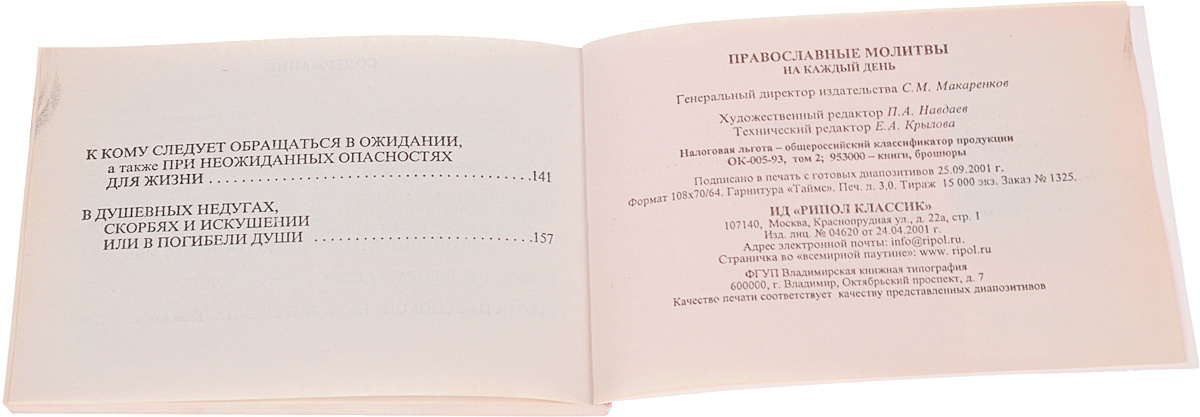 К КОМУ СЛЕДУЕТ ОБРАЩАТЬСЯ В ОЖИДАНИИ,
а также ПРИ НЕОЖИДАННЫХ ОПАСНОСТЯХ
ДЛЯ ЖИЗНИ . . . . . . . . . . . . . . . . . . . . . . . . . . . . . . . . . . . . . . .141
В ДУШЕВНЫХ НЕДУГАХ,
СКОРБЯХ И ИСКУШЕНИИ
ИЛИ В ПОГИБЕЛИ ДУШИ . . . . . . . . . . . . . . . . . . . . . . . . . .157
ПРАВОСЛАВНЫЕ МОЛИТВЫ
НА КАЖДЫЙ ДЕНЬ
Генеральный директор издательства С.М. Макаренков
Художественный редактор П.А. Навдаев
Технический редактор Е.А. Крылова
Налоговая льгота – общероссийский классификатор продукции
ОК-005-93, том 2; 953000 – книги, брошюры
Подписано в печать с готовых диапозитивов 25.09.2001 г.
Формат 108х70/64. Гарнитура «Таймс». Печ. л. 3,0. Тираж 15 000 экз. Заказ № 1325.
ИД «РИПОЛ КЛАССИК»
107140, Москва, Краснопрудная ул., д. 22а, стр. 1
Изд. лиц. № 04620 от 24.04.2001 г.
Адрес электронной почты: info@ripol.ru.
Страничка во «всемирной паутине»: www. ripol.ru
ФГУП Владимирская книжная типография
600000, г. Владимир, Октябрьский проспект, д. 7
Качество печати соответствует качеству представленных диапозитивов